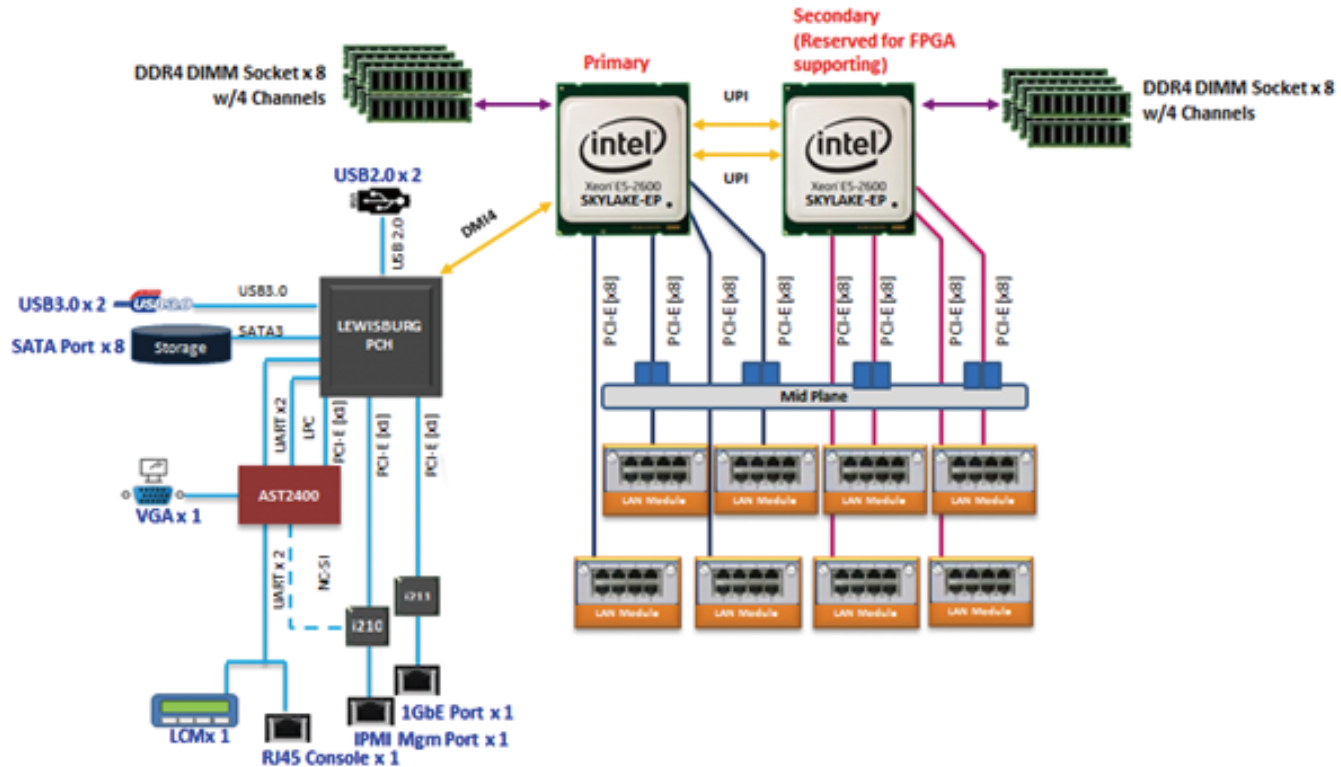 Secondary
(Reserved for FPGA
supporting)
Primary
DDR4 DIMM Socket x 8
w/4 Channels
DDR4 DIMM Socket x 8
w/4 Channels
UPI
UPI
intel
Xeon E5-2600
SKYLAKE-EP
intel
Xeon E5-2600
SKYLAKE-EP
USB2.0 x 2
USB 2.0
DMI4
USB3.0 x 2
USB3.0
SATA Port x 8
Storage
SATA3
LEWISBURG
PCH
PCI-E [x8]
PCI-E [x8]
PCI-E [x8]
PCI-E [x8]
PCI-E [x8]
PCI-E [x8]
PCI-E [x8]
PCI-E [x8]
Mid Plane
UART x2
LPC
PCI-E [x1]
PCI-E [x1]
PCI-E [x1]
LAN Module
LAN Module
LAN Module
LAN Module
VGA x 1
AST2400
UART x 2
NC-SI
i210
i211
LAN Module
LAN Module
LAN Module
LAN Module
LCMx 1
RJ45 Console x 1
IPMI Mgm Port x 1
1GbE Port x 1